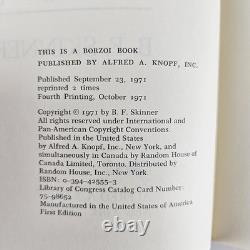 THIS IS A BORZOI BOOK
PUBLISHED BY ALFRED A. KNOPF, INC.
Published September 23, 1971
reprinted 2 times
Fourth Printing, October 1971
Copyright © 1971 by B. F. Skinner
All rights reserved under International and
Pan-American Copyright Conventions.
Published in the United States
by Alfred A. Knopf, Inc., New York, and
simultaneously in Canada by Random House of
Canada Limited, Toronto. Distributed by
Random House, Inc., New York.
ISBN: 0-394-42555-3
Library of Congress Catalog Card Number:
75-98652
Manufactured in the United States of America
First Edition